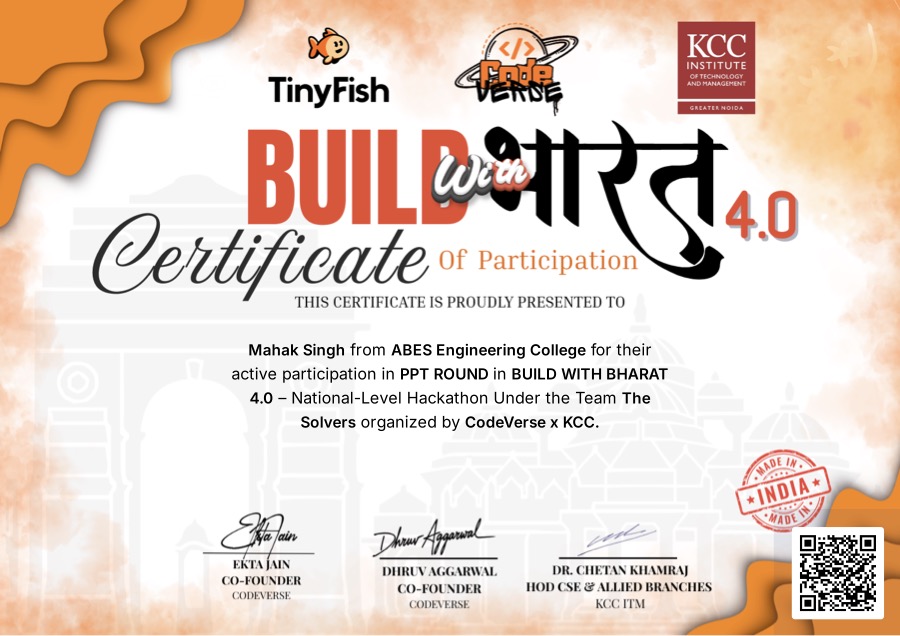 TinyFish
</>
Code
VERSE
KCC
INSTITUTE
OF TECHNOLOGY
AND MANAGEMENT
GREATER NOIDA
BUILD With भारत 4.0
Certificate Of Participation
THIS CERTIFICATE IS PROUDLY PRESENTED TO
Mahak Singh from ABES Engineering College for their
active participation in PPT ROUND in BUILD WITH BHARAT
4.0 – National-Level Hackathon Under the Team The
Solvers organized by CodeVerse x KCC.
MADE IN
INDIA
MADE IN
Ekta Jain
EKTA JAIN
CO-FOUNDER
CODEVERSE
Dhruv Aggarwal
DHRUV AGGARWAL
CO-FOUNDER
CODEVERSE
DR. CHETAN KHAMRAJ
HOD CSE & ALLIED BRANCHES
KCC ITM